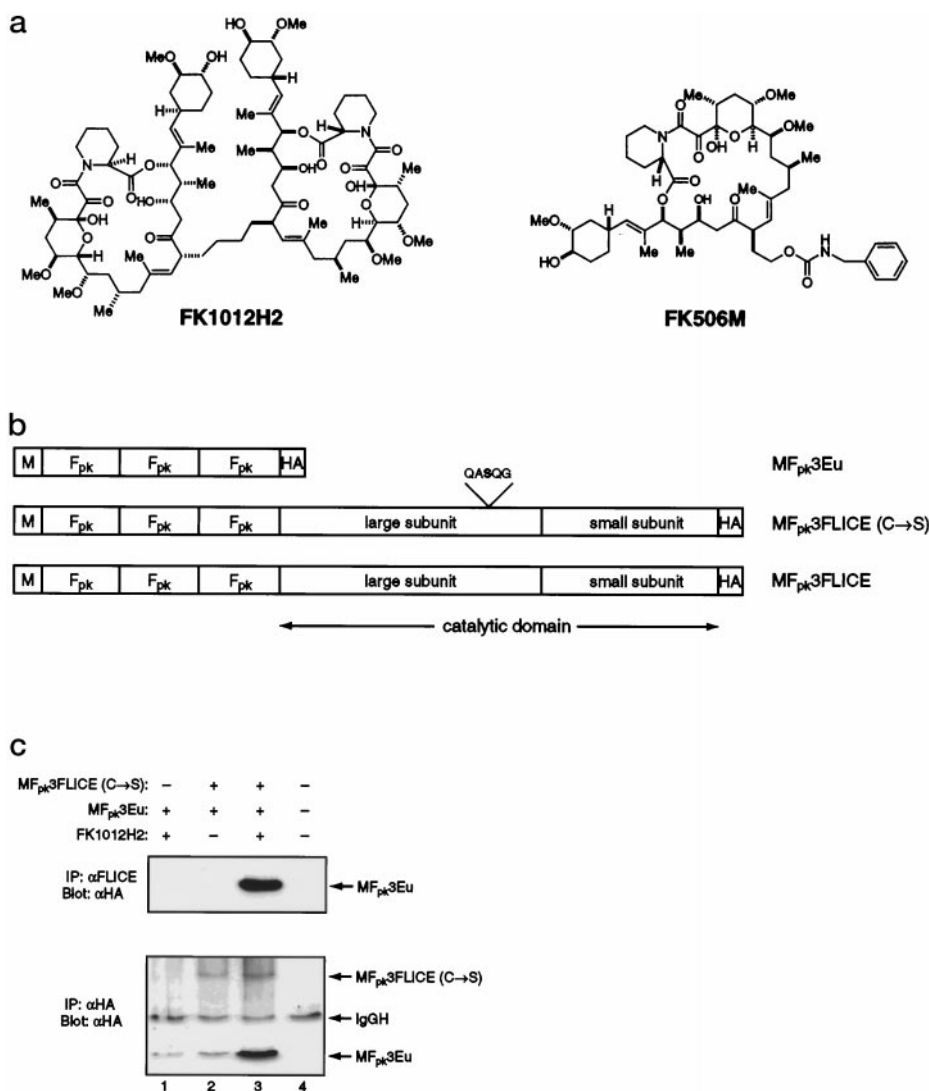 a
HO OMe
MeO OH
H H
Me O O N
N H O Me Me OH O O
O O O Me HO OH Me
Me OH O O OMe
MeO H Me Me OMe
MeO Me Me
FK1012H2
Me OMe
O O OH O H OMe
N Me
H O OH O Me
MeO H O
HO Me Me O N H
O
FK506M
b
M Fpk Fpk Fpk HA MFpk3Eu
QASQG
M Fpk Fpk Fpk large subunit small subunit HA MFpk3FLICE (C→S)
M Fpk Fpk Fpk large subunit small subunit HA MFpk3FLICE
catalytic domain
c
MFpk3FLICE (C→S): – + + –
MFpk3Eu: + + + –
FK1012H2: + – + –
IP: αFLICE
Blot: αHA
MFpk3Eu
MFpk3FLICE (C→S)
IP: αHA
Blot: αHA
IgGH
MFpk3Eu
1 2 3 4